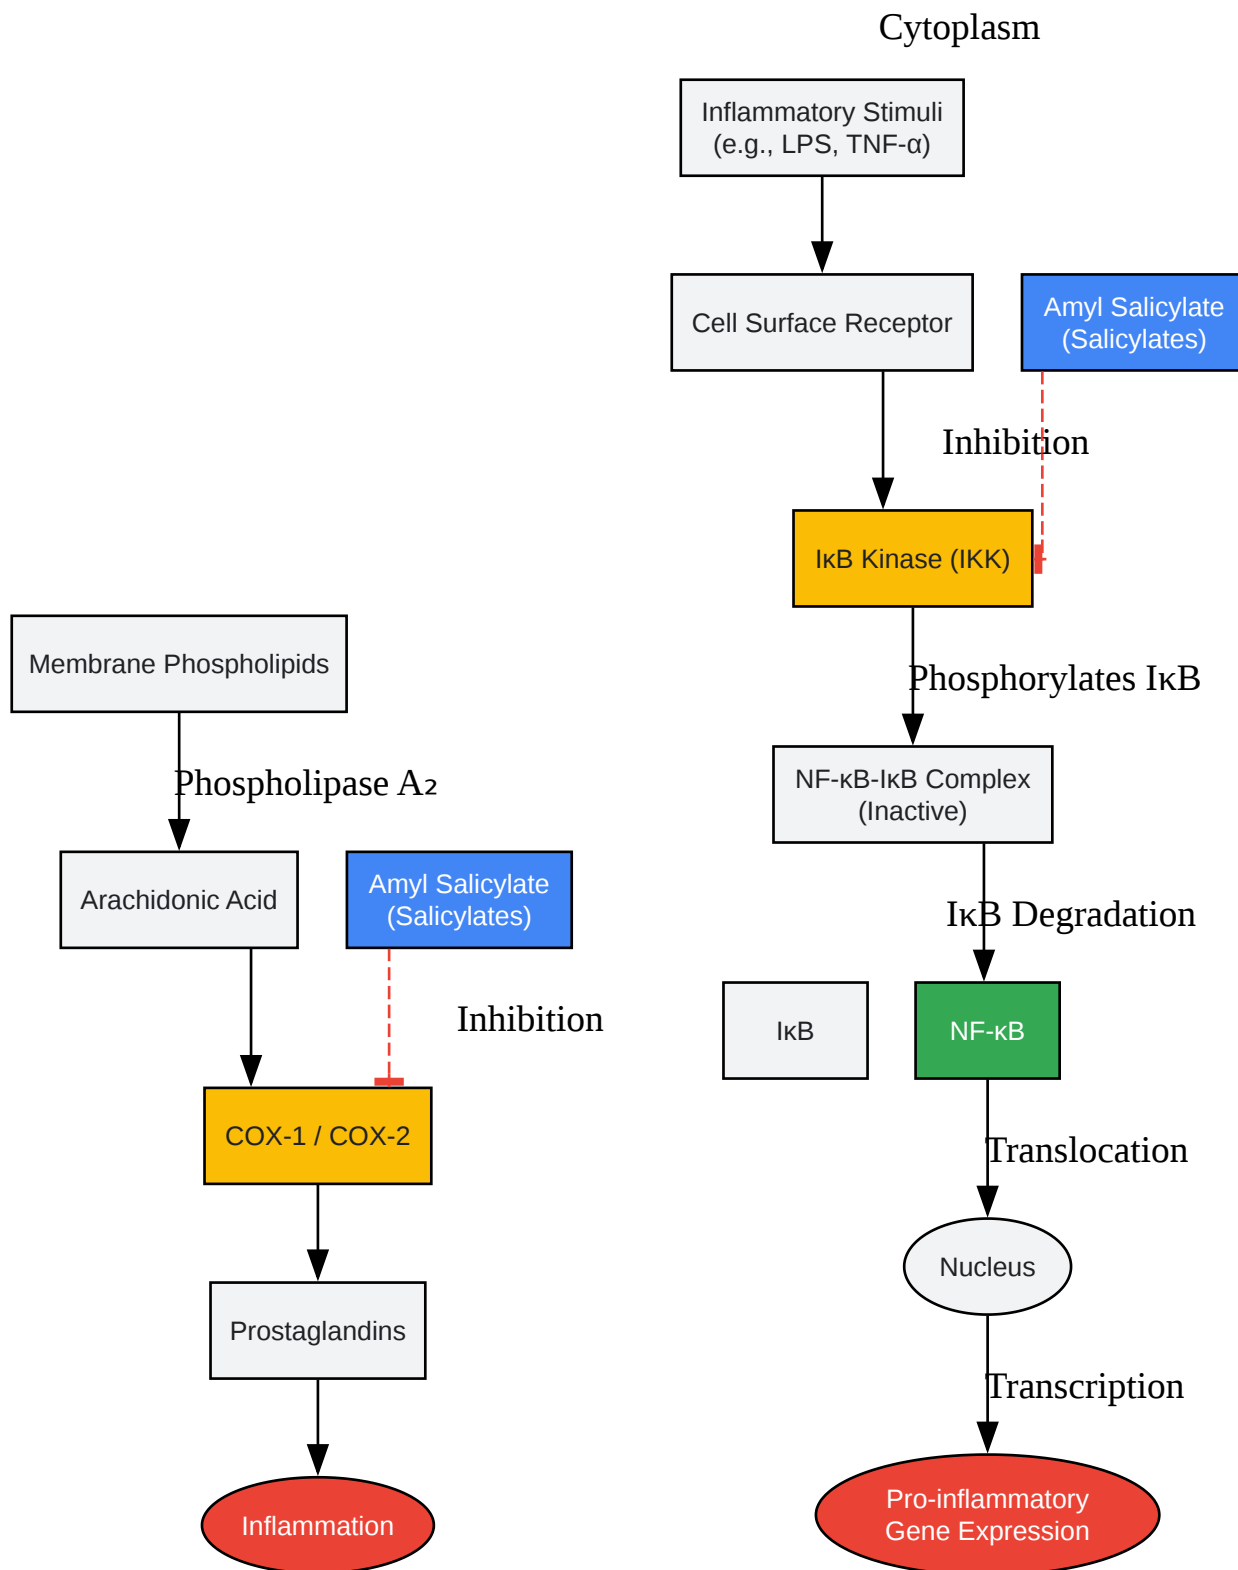 Cytoplasm
Inflammatory Stimuli
(e.g., LPS, TNF-α)
Cell Surface Receptor
Amyl Salicylate
(Salicylates)
Inhibition
IκB Kinase (IKK)
Membrane Phospholipids
Phosphorylates IκB
Phospholipase A₂
NF-κB-IκB Complex
(Inactive)
Arachidonic Acid
Amyl Salicylate
(Salicylates)
IκB Degradation
Inhibition
IκB
NF-κB
COX-1 / COX-2
Translocation
Nucleus
Prostaglandins
Transcription
Inflammation
Pro-inflammatory
Gene Expression